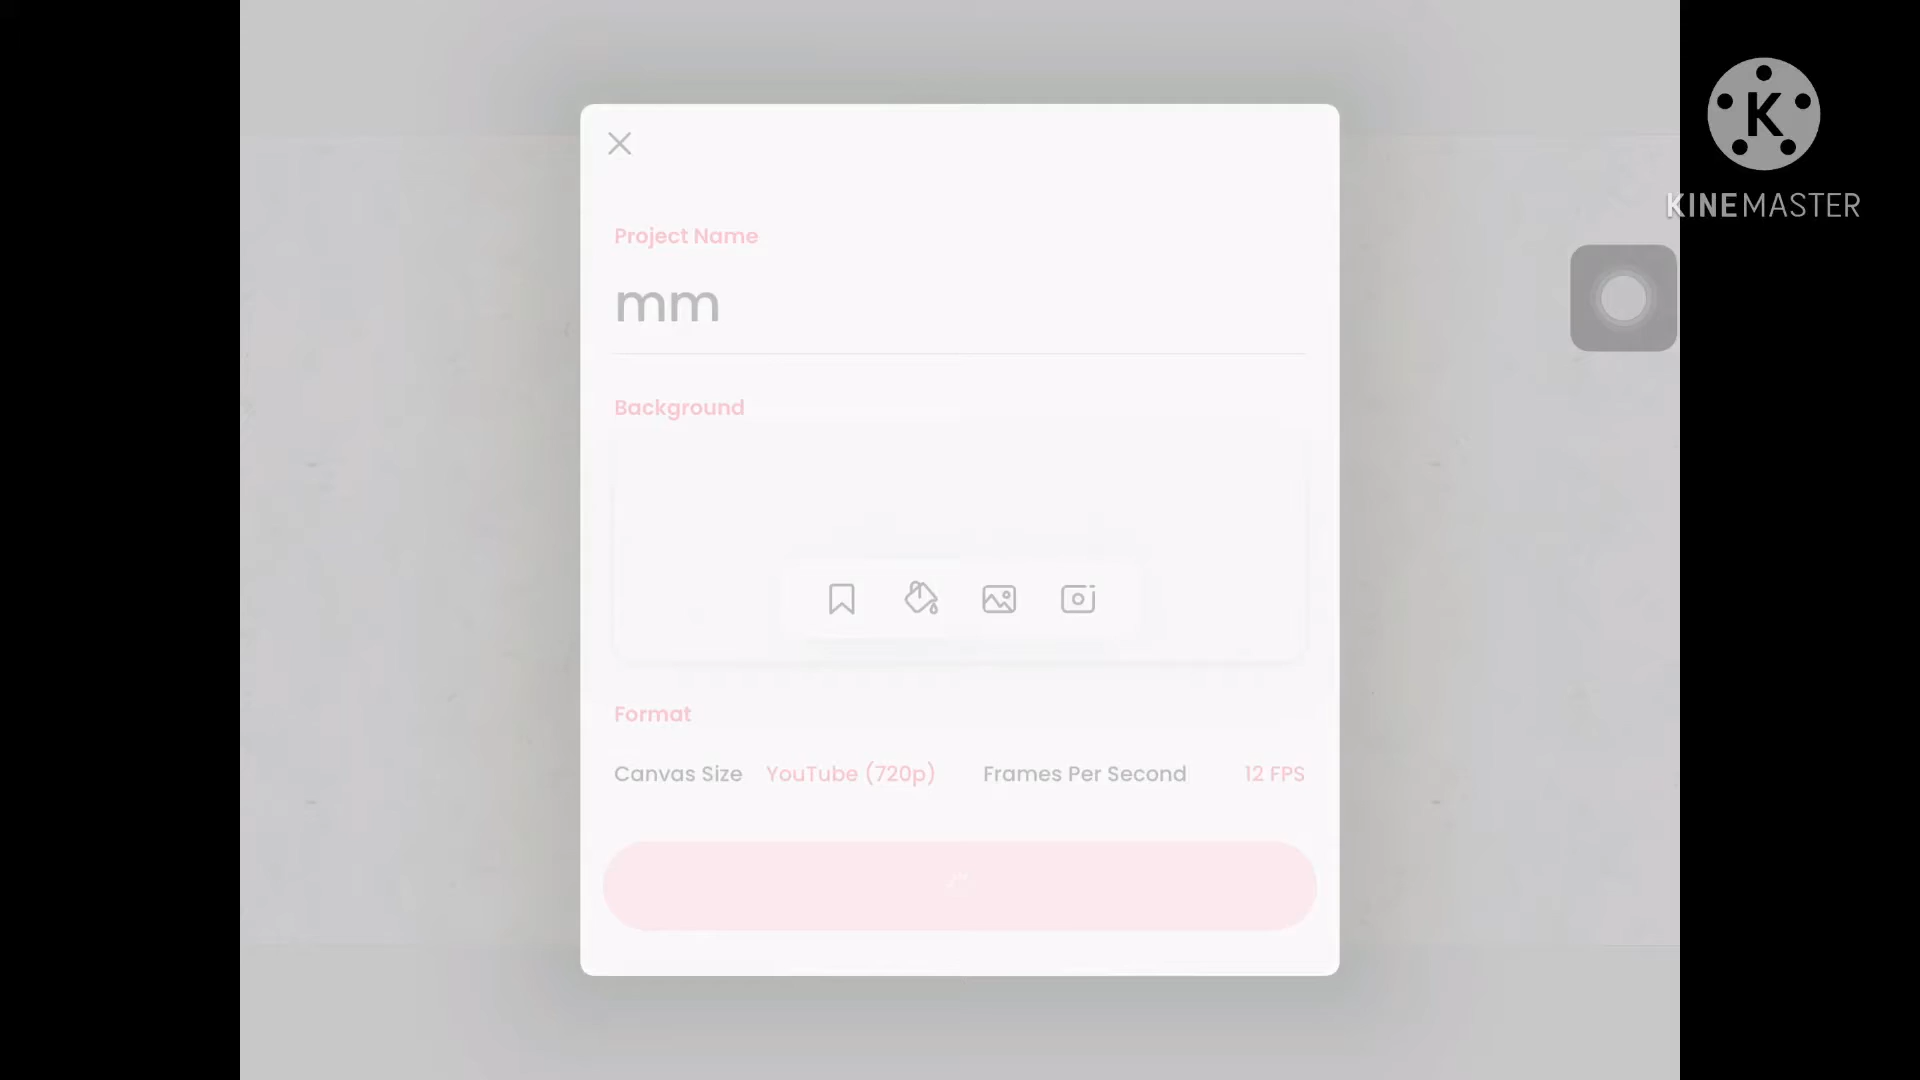 K
KINEMASTER
Project Name
mm
Background
Format
Canvas Size YouTube (720p) Frames Per Second 12 FPS